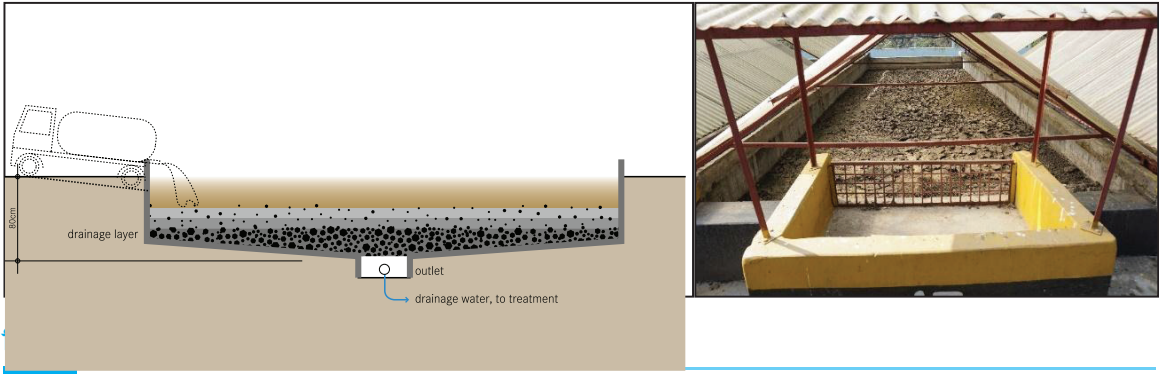 80cm
drainage layer
outlet
drainage water, to treatment